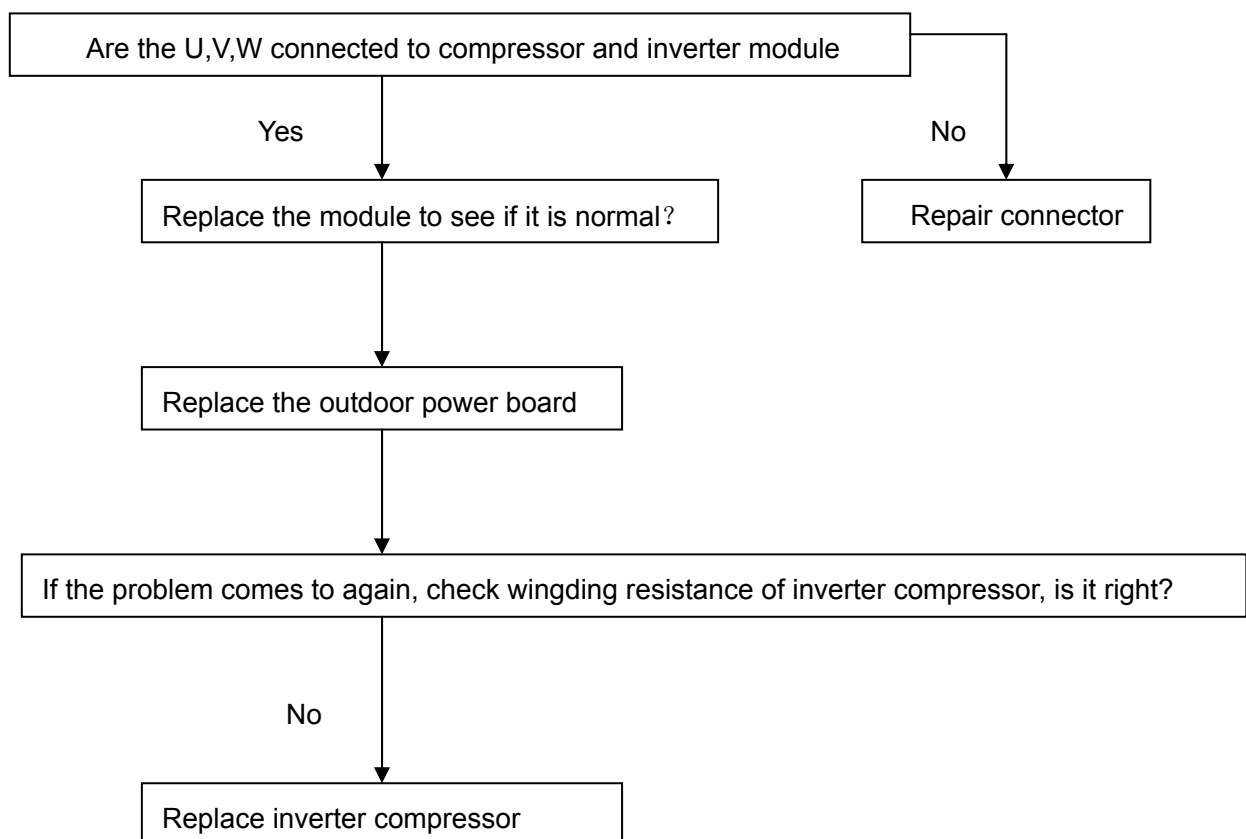 Are the U,V,W connected to compressor and inverter module
Yes
No
Replace the module to see if it is normal？
Repair connector
Replace the outdoor power board
If the problem comes to again, check wingding resistance of inverter compressor, is it right?
No
Replace inverter compressor